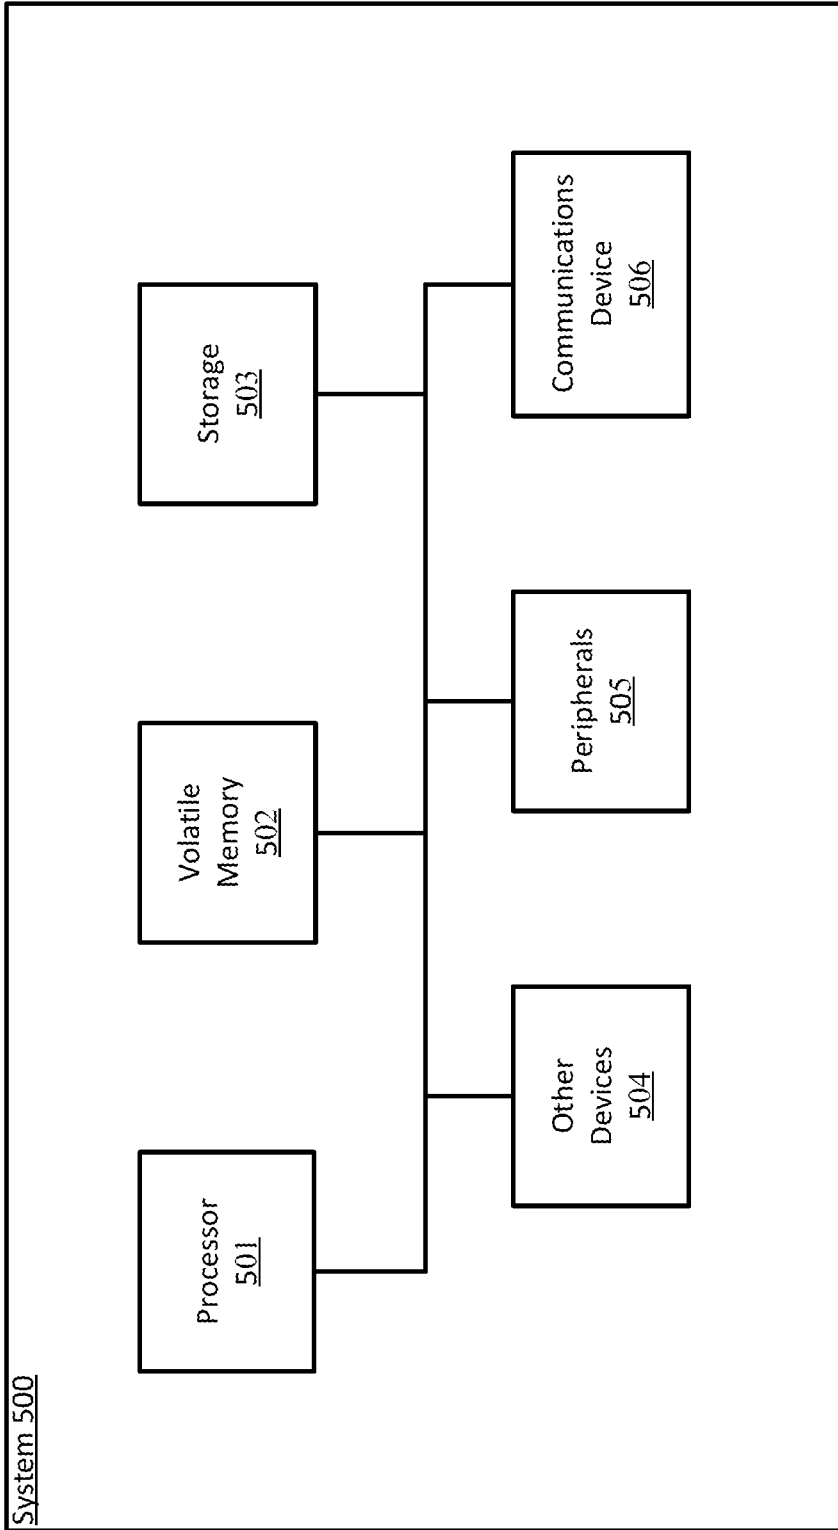 System 500
Processor
501
Volatile
Memory
502
Storage
503
Other
Devices
504
Peripherals
505
Communications
Device
506